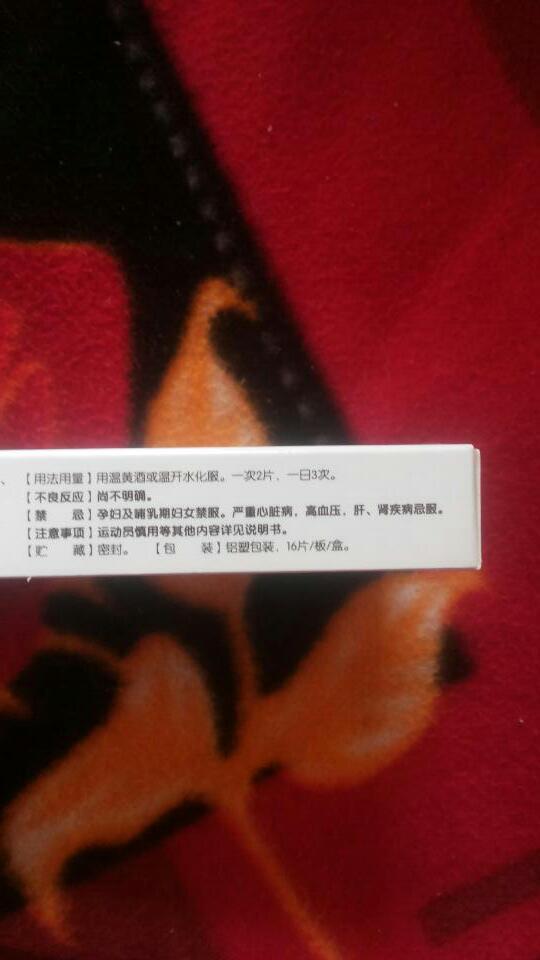 、【用法用量】用温黄酒或温开水化服。一次2片，一日3次。
【不良反应】尚不明确。
【禁　　忌】孕妇及哺乳期妇女禁服。严重心脏病，高血压，肝、肾疾病忌服。
【注意事项】运动员慎用等其他内容详见说明书。
【贮　　藏】密封。　【包　　装】铝塑包装，16片/板/盒。